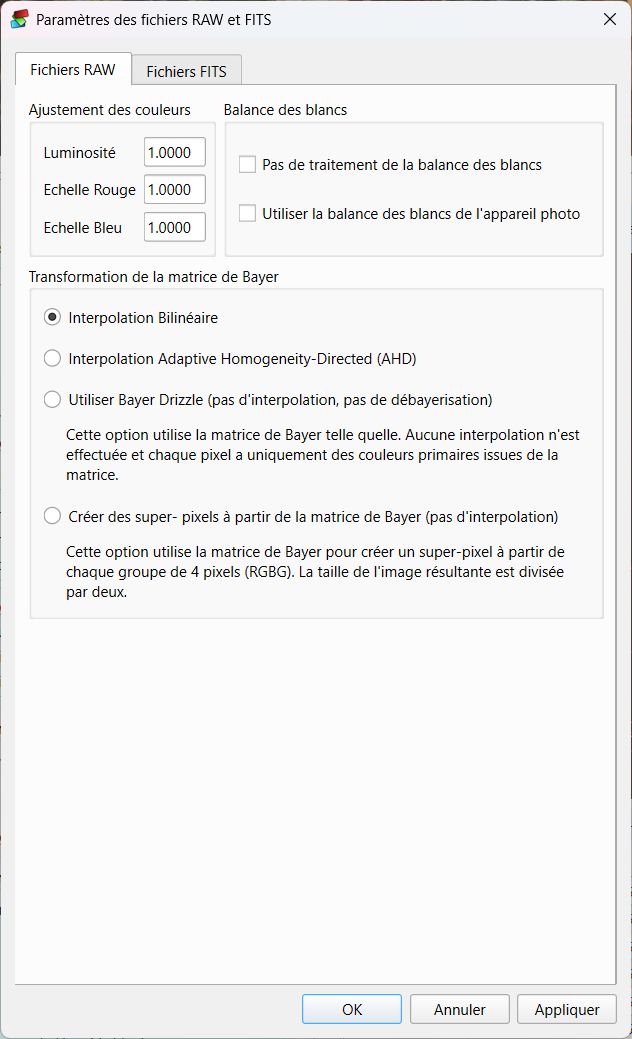 Paramètres des fichiers RAW et FITS
Fichiers RAW
Fichiers FITS
Ajustement des couleurs
Luminosité
1.0000
Echelle Rouge
1.0000
Echelle Bleu
1.0000
Balance des blancs
Pas de traitement de la balance des blancs
Utiliser la balance des blancs de l'appareil photo
Transformation de la matrice de Bayer
Interpolation Bilinéaire
Interpolation Adaptive Homogeneity-Directed (AHD)
Utiliser Bayer Drizzle (pas d'interpolation, pas de débayerisation)
Cette option utilise la matrice de Bayer telle quelle. Aucune interpolation n'est
effectuée et chaque pixel a uniquement des couleurs primaires issues de la
matrice.
Créer des super- pixels à partir de la matrice de Bayer (pas d'interpolation)
Cette option utilise la matrice de Bayer pour créer un super-pixel à partir de
chaque groupe de 4 pixels (RGBG). La taille de l'image résultante est divisée
par deux.
OK
Annuler
Appliquer